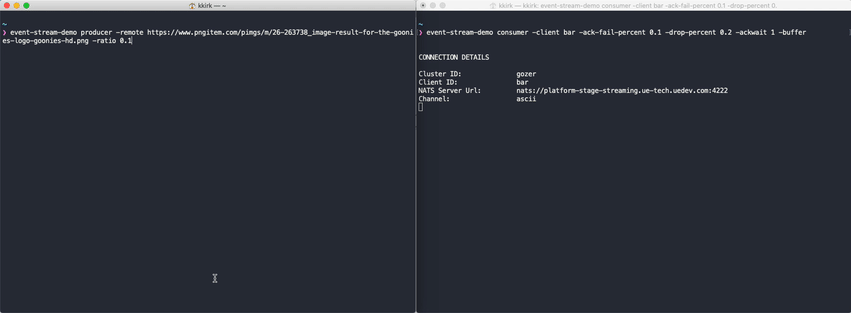 kkirk — ~
~
❯ event-stream-demo producer -remote https://www.pngitem.com/pimgs/m/26-263738_image-result-for-the-gooni
es-logo-goonies-hd.png -ratio 0.1
kkirk — kkirk: event-stream-demo consumer -client bar -ack-fail-percent 0.1 -drop-percent 0.
~
❯ event-stream-demo consumer -client bar -ack-fail-percent 0.1 -drop-percent 0.2 -ackwait 1 -buffer
CONNECTION DETAILS
Cluster ID: gozer
Client ID: bar
NATS Server Url: nats://platform-stage-streaming.ue-tech.uedev.com:4222
Channel: ascii